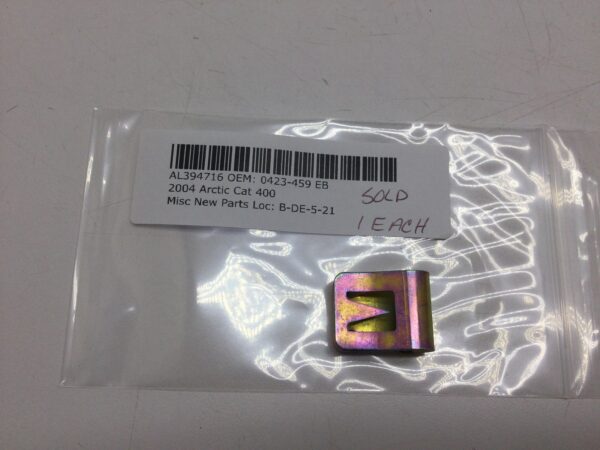 AL394716 OEM: 0423-459 EB
2004 Arctic Cat 400
Misc New Parts Loc: B-DE-5-21
SOLD
1 EACH